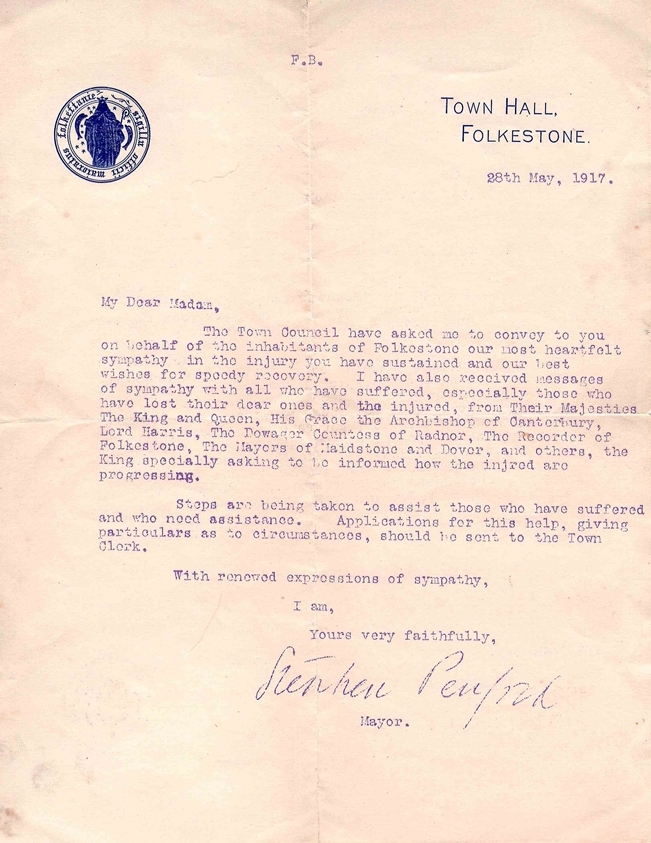 F.B.
folkestanie sigillu officii maioratus
TOWN HALL,
FOLKESTONE.
28th May, 1917.
My Dear Madam,
The Town Council have asked me to convey to you
on behalf of the inhabitants of Folkestone our most heartfelt
sympathy in the injury you have sustained and our best
wishes for speedy recovery. I have also received messages
of sympathy with all who have suffered, especially those who
have lost their dear ones and the injured, from Their Majesties
The King and Queen, His Grace the Archbishop of Canterbury,
Lord Harris, The Dowager Countess of Radnor, The Recorder of
Folkestone, The Mayors of Maidstone and Dover, and others, the
King specially asking to be informed how the injred are
progressing.
Steps are being taken to assist those who have suffered
and who need assistance. Applications for this help, giving
particulars as to circumstances, should be sent to the Town
Clerk.
With renewed expressions of sympathy,
I am,
Yours very faithfully,
Stephen Penfold
Mayor.